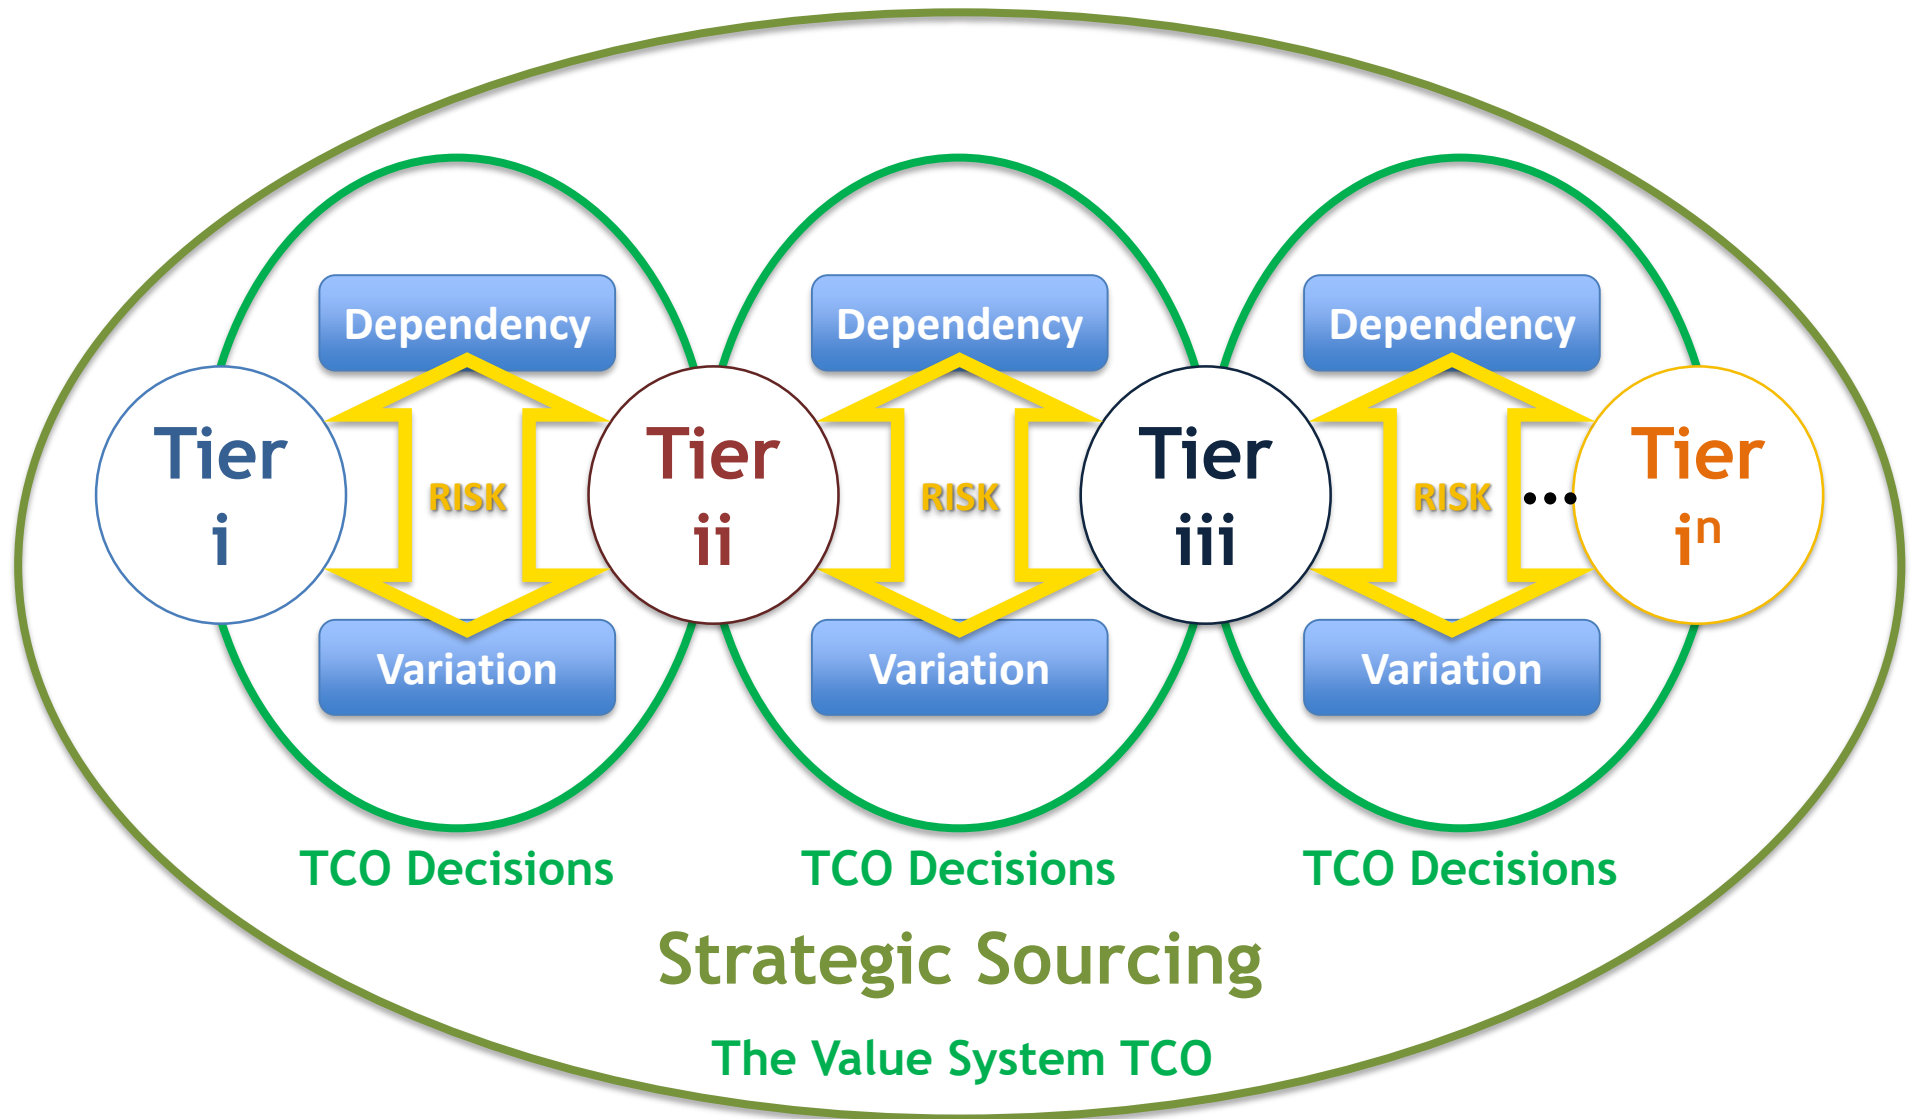 Dependency
Dependency
Dependency
Tier
i
RISK
Tier
ii
RISK
Tier
iii
RISK
...
Tier
iⁿ
Variation
Variation
Variation
TCO Decisions
TCO Decisions
TCO Decisions
Strategic Sourcing
The Value System TCO